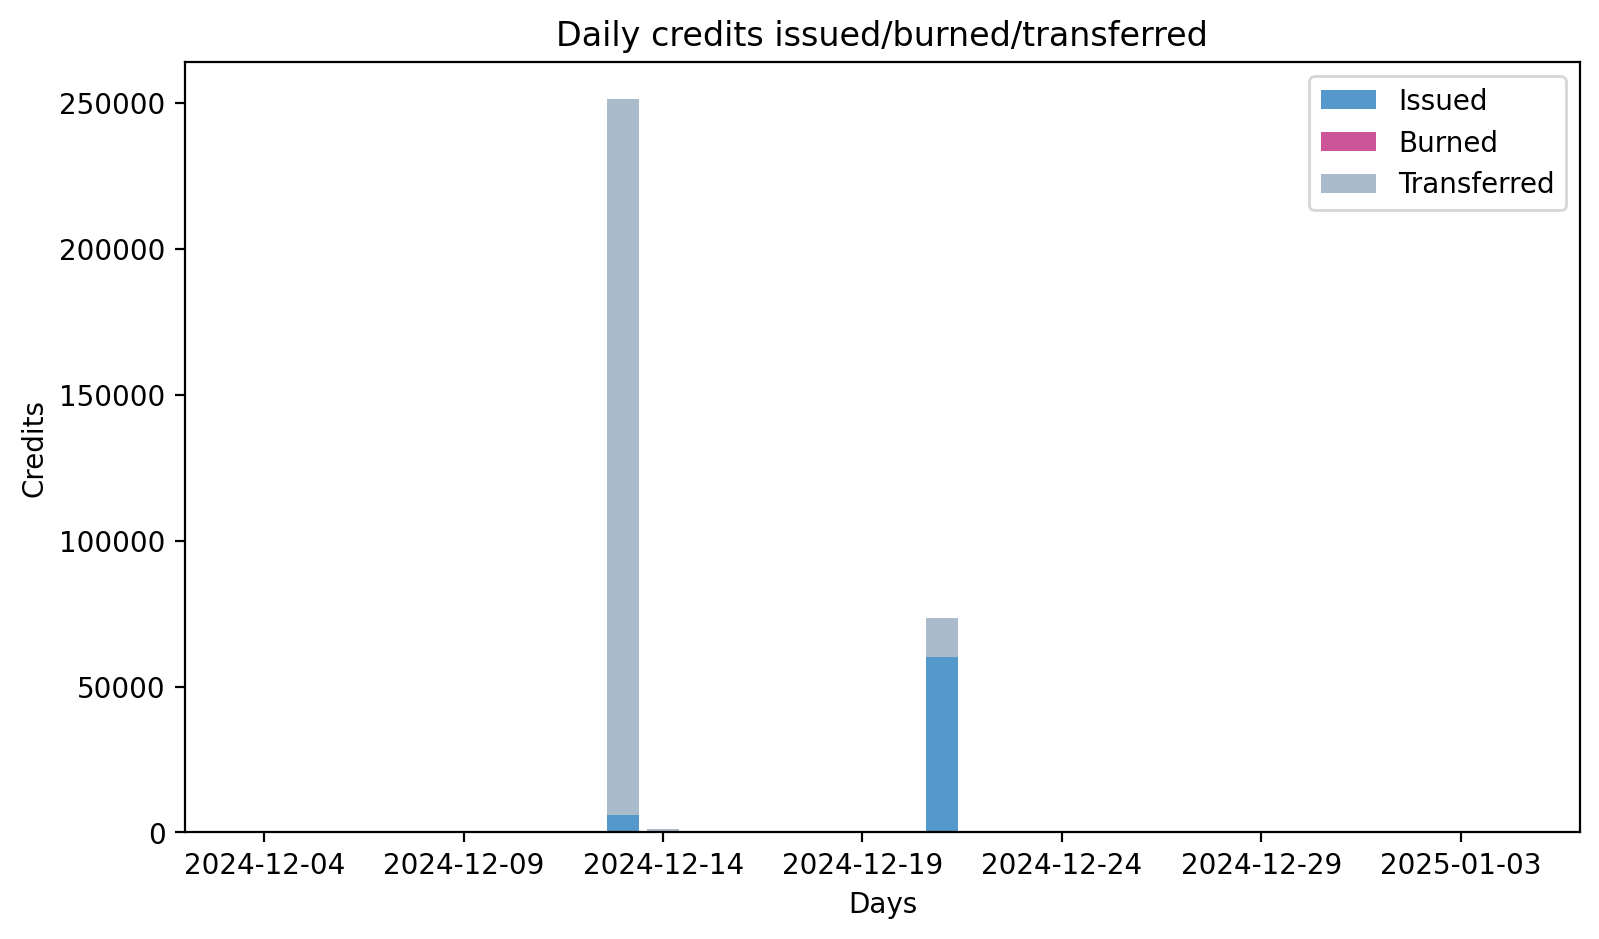 Daily credits issued/burned/transferred
Issued
Burned
Transferred
Credits
250000
200000
150000
100000
50000
0
2024-12-04
2024-12-09
2024-12-14
2024-12-19
2024-12-24
2024-12-29
2025-01-03
Days